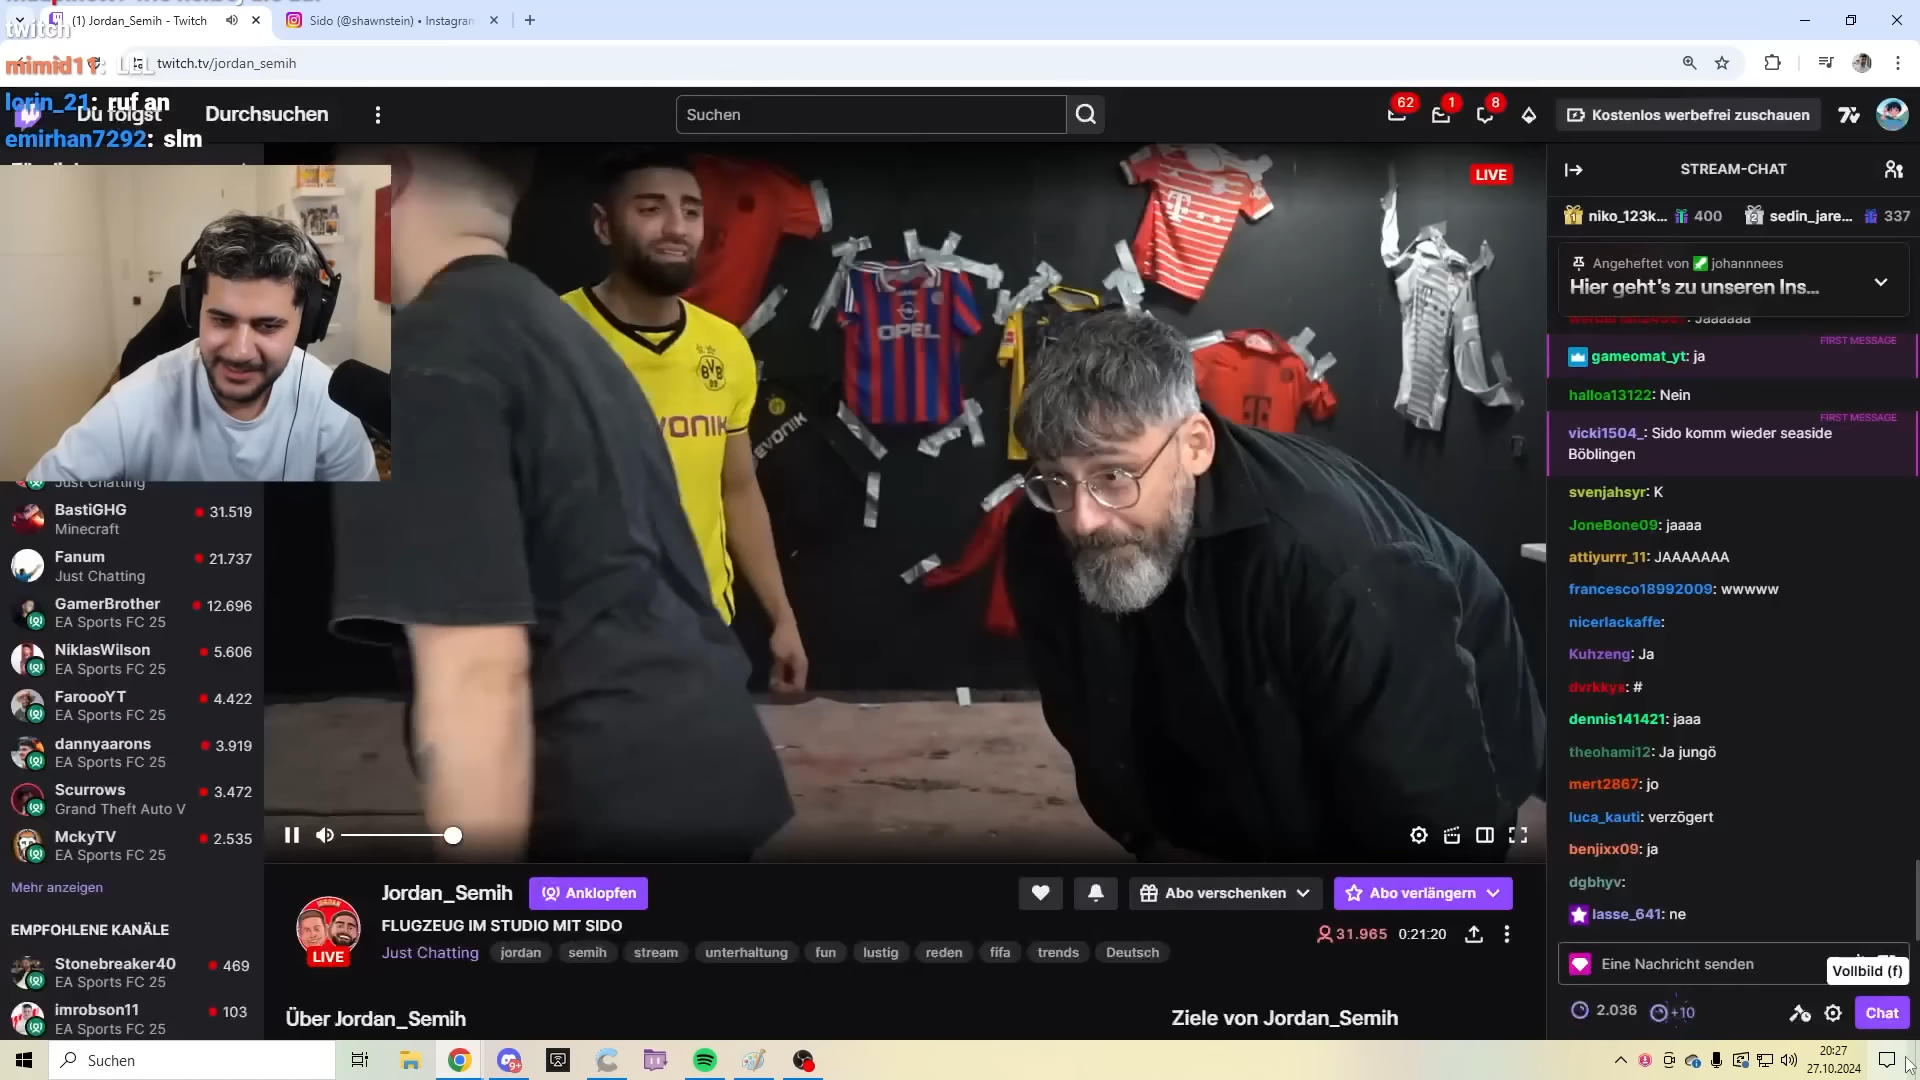 (1) Jordan_Semih - Twitch
Sido (@shawnstein) • Instagram
twitch
mimid11: LEL
twitch.tv/jordan_semih
lorin_21: ruf an
emirhan7292: slm
Du folgst
Durchsuchen
Suchen
62
1
8
Kostenlos werbefrei zuschauen
LIVE
STREAM-CHAT
niko_123k... 400
sedin_jare... 337
Angeheftet von johannnees
Hier geht's zu unseren Ins...
FIRST MESSAGE
gameomat_yt: ja
halloa13122: Nein
FIRST MESSAGE
vicki1504_: Sido komm wieder seaside
Böblingen
svenjahsyr: K
JoneBone09: jaaaa
attiyurrr_11: JAAAAAAA
francesco18992009: wwwww
nicerlackaffe:
Kuhzeng: Ja
dvrkkys: #
dennis141421: jaaa
theohami12: Ja jungö
mert2867: jo
luca_kauti: verzögert
benjixx09: ja
dgbhyv:
lasse_641: ne
Eine Nachricht senden
Vollbild (f)
2.036
+10
Chat
OPEL
BVB
09
EVONIK
Just Chatting
BastiGHG
31.519
Minecraft
Fanum
21.737
Just Chatting
GamerBrother
12.696
EA Sports FC 25
NiklasWilson
5.606
EA Sports FC 25
FaroooYT
4.422
EA Sports FC 25
dannyaarons
3.919
EA Sports FC 25
Scurrows
3.472
Grand Theft Auto V
MckyTV
2.535
EA Sports FC 25
Mehr anzeigen
EMPFOHLENE KANÄLE
Stonebreaker40
469
EA Sports FC 25
imrobson11
103
EA Sports FC 25
LIVE
Jordan_Semih
Anklopfen
Abo verschenken
Abo verlängern
FLUGZEUG IM STUDIO MIT SIDO
31.965
0:21:20
Just Chatting
jordan
semih
stream
unterhaltung
fun
lustig
reden
fifa
trends
Deutsch
Über Jordan_Semih
Ziele von Jordan_Semih
Suchen
9+
20:27
27.10.2024